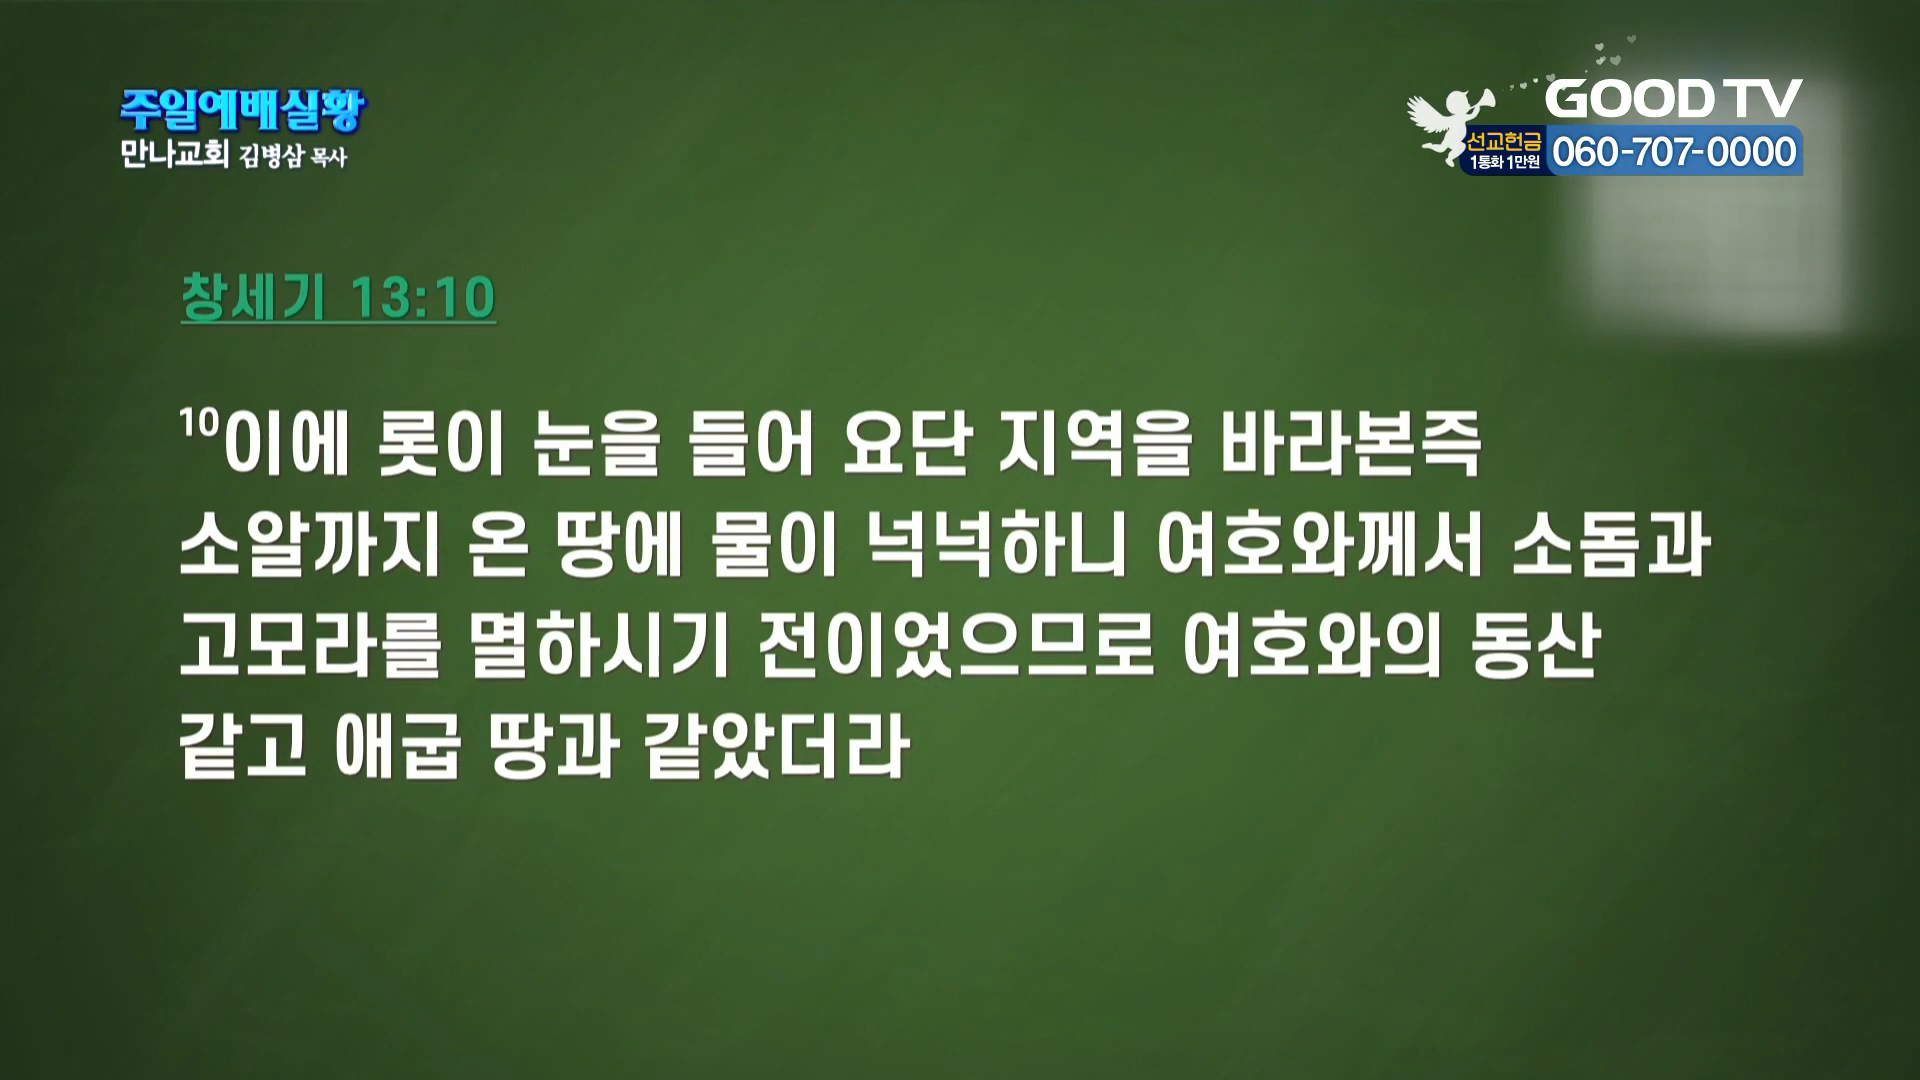 주일예배실황
만나교회 김병삼 목사
GOOD TV
선교헌금
1통화 1만원
060-707-0000
창세기 13:10
10이에 롯이 눈을 들어 요단 지역을 바라본즉
소알까지 온 땅에 물이 넉넉하니 여호와께서 소돔과
고모라를 멸하시기 전이었으므로 여호와의 동산
같고 애굽 땅과 같았더라